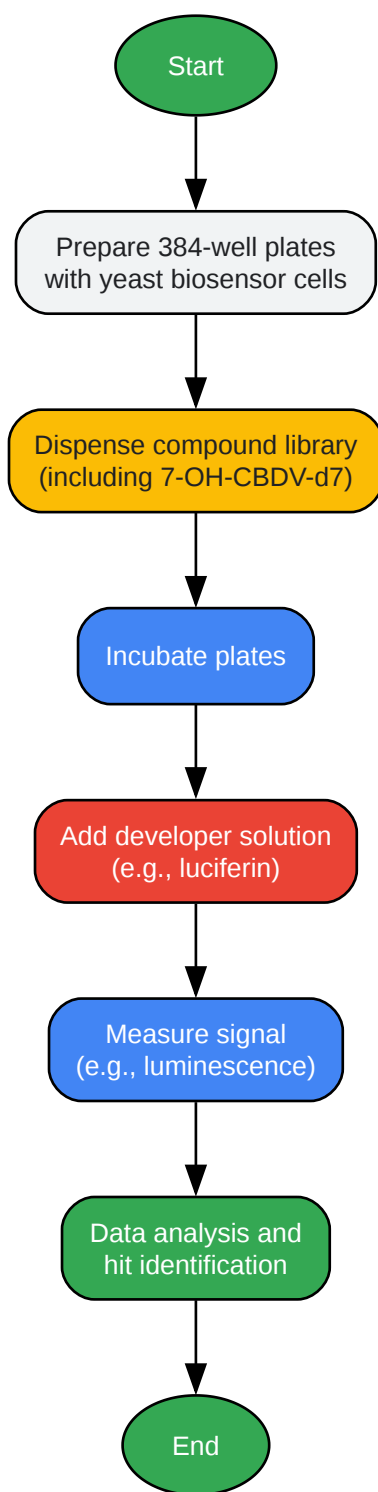 Start
Prepare 384-well plates
with yeast biosensor cells
Dispense compound library
(including 7-OH-CBDV-d7)
Incubate plates
Add developer solution
(e.g., luciferin)
Measure signal
(e.g., luminescence)
Data analysis and
hit identification
End